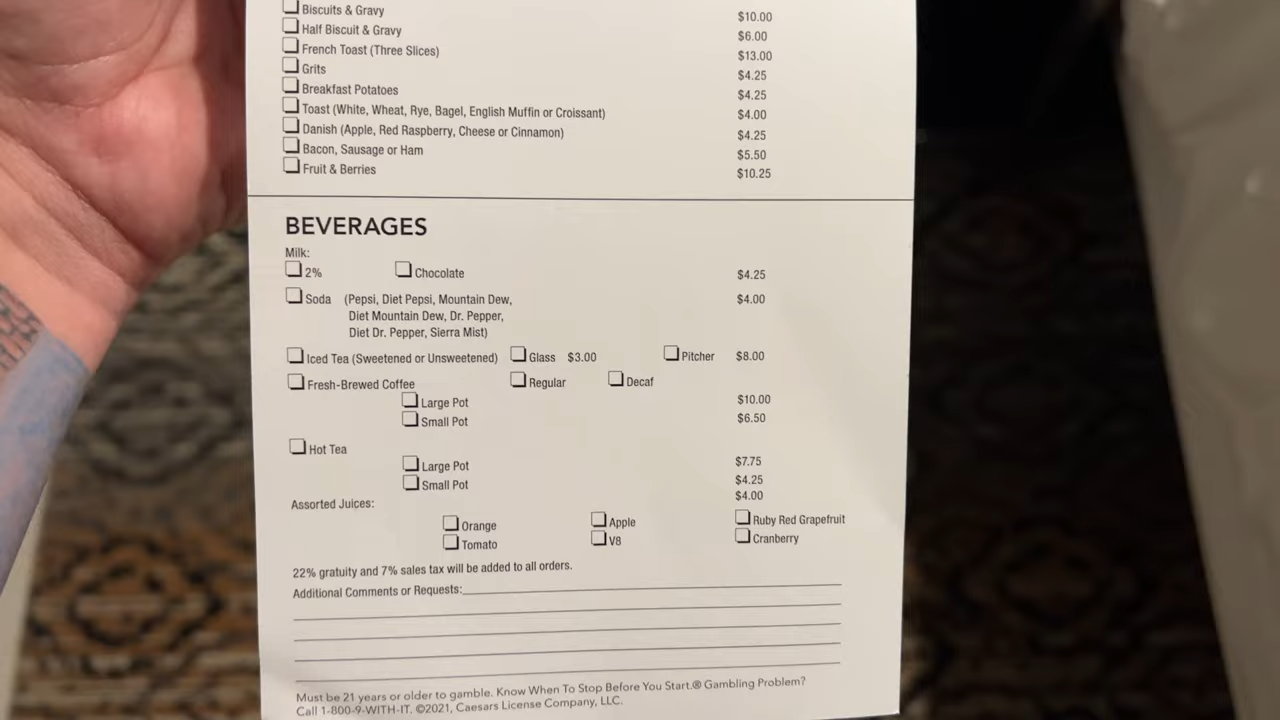 Biscuits & Gravy $10.00
Half Biscuit & Gravy $6.00
French Toast (Three Slices) $13.00
Grits $4.25
Breakfast Potatoes $4.25
Toast (White, Wheat, Rye, Bagel, English Muffin or Croissant) $4.00
Danish (Apple, Red Raspberry, Cheese or Cinnamon) $4.25
Bacon, Sausage or Ham $5.50
Fruit & Berries $10.25
BEVERAGES
Milk:
2% Chocolate $4.25
Soda (Pepsi, Diet Pepsi, Mountain Dew, $4.00
Diet Mountain Dew, Dr. Pepper,
Diet Dr. Pepper, Sierra Mist)
Iced Tea (Sweetened or Unsweetened) Glass $3.00 Pitcher $8.00
Fresh-Brewed Coffee Regular Decaf
Large Pot $10.00
Small Pot $6.50
Hot Tea
Large Pot $7.75
Small Pot $4.25
Assorted Juices: $4.00
Orange Apple Ruby Red Grapefruit
Tomato V8 Cranberry
22% gratuity and 7% sales tax will be added to all orders.
Additional Comments or Requests:
Must be 21 years or older to gamble. Know When To Stop Before You Start.® Gambling Problem?
Call 1-800-9-WITH-IT. ©2021, Caesars License Company, LLC.